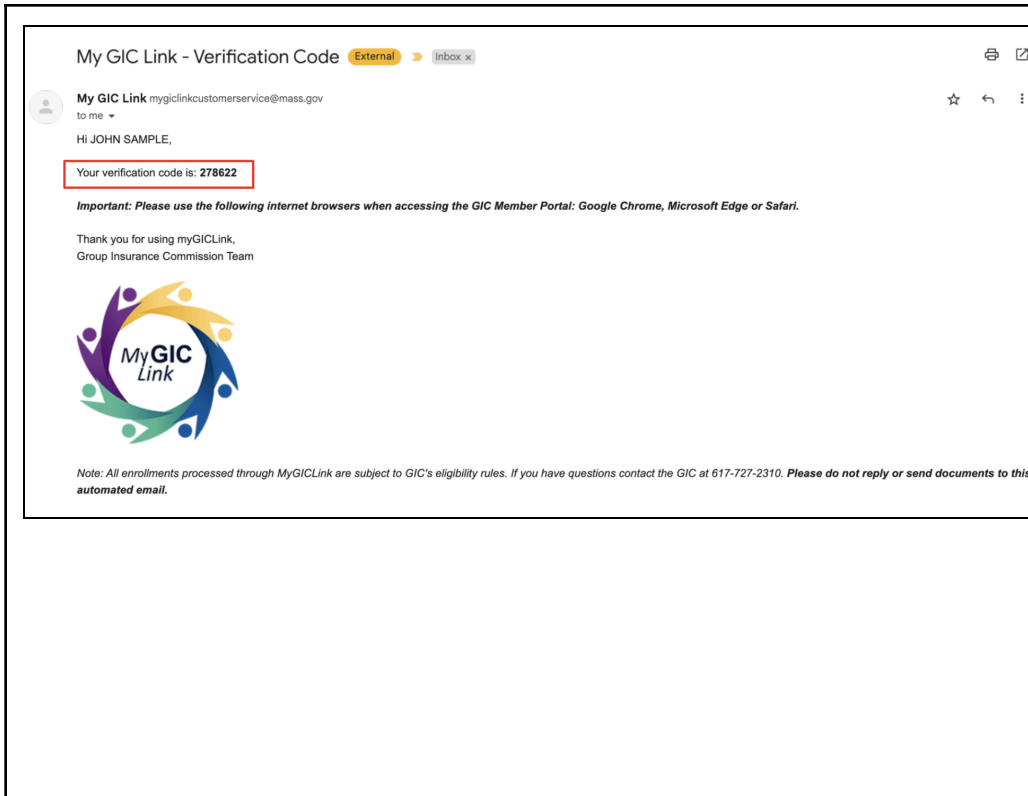 My GIC Link - Verification Code External Inbox x
My GIC Link mygiclinkcustomerservice@mass.gov
to me
Hi JOHN SAMPLE,
Your verification code is: 278622
Important: Please use the following internet browsers when accessing the GIC Member Portal: Google Chrome, Microsoft Edge or Safari.
Thank you for using myGICLink,
Group Insurance Commission Team
MyGIC
Link
Note: All enrollments processed through MyGICLink are subject to GIC's eligibility rules. If you have questions contact the GIC at 617-727-2310. Please do not reply or send documents to this
automated email.